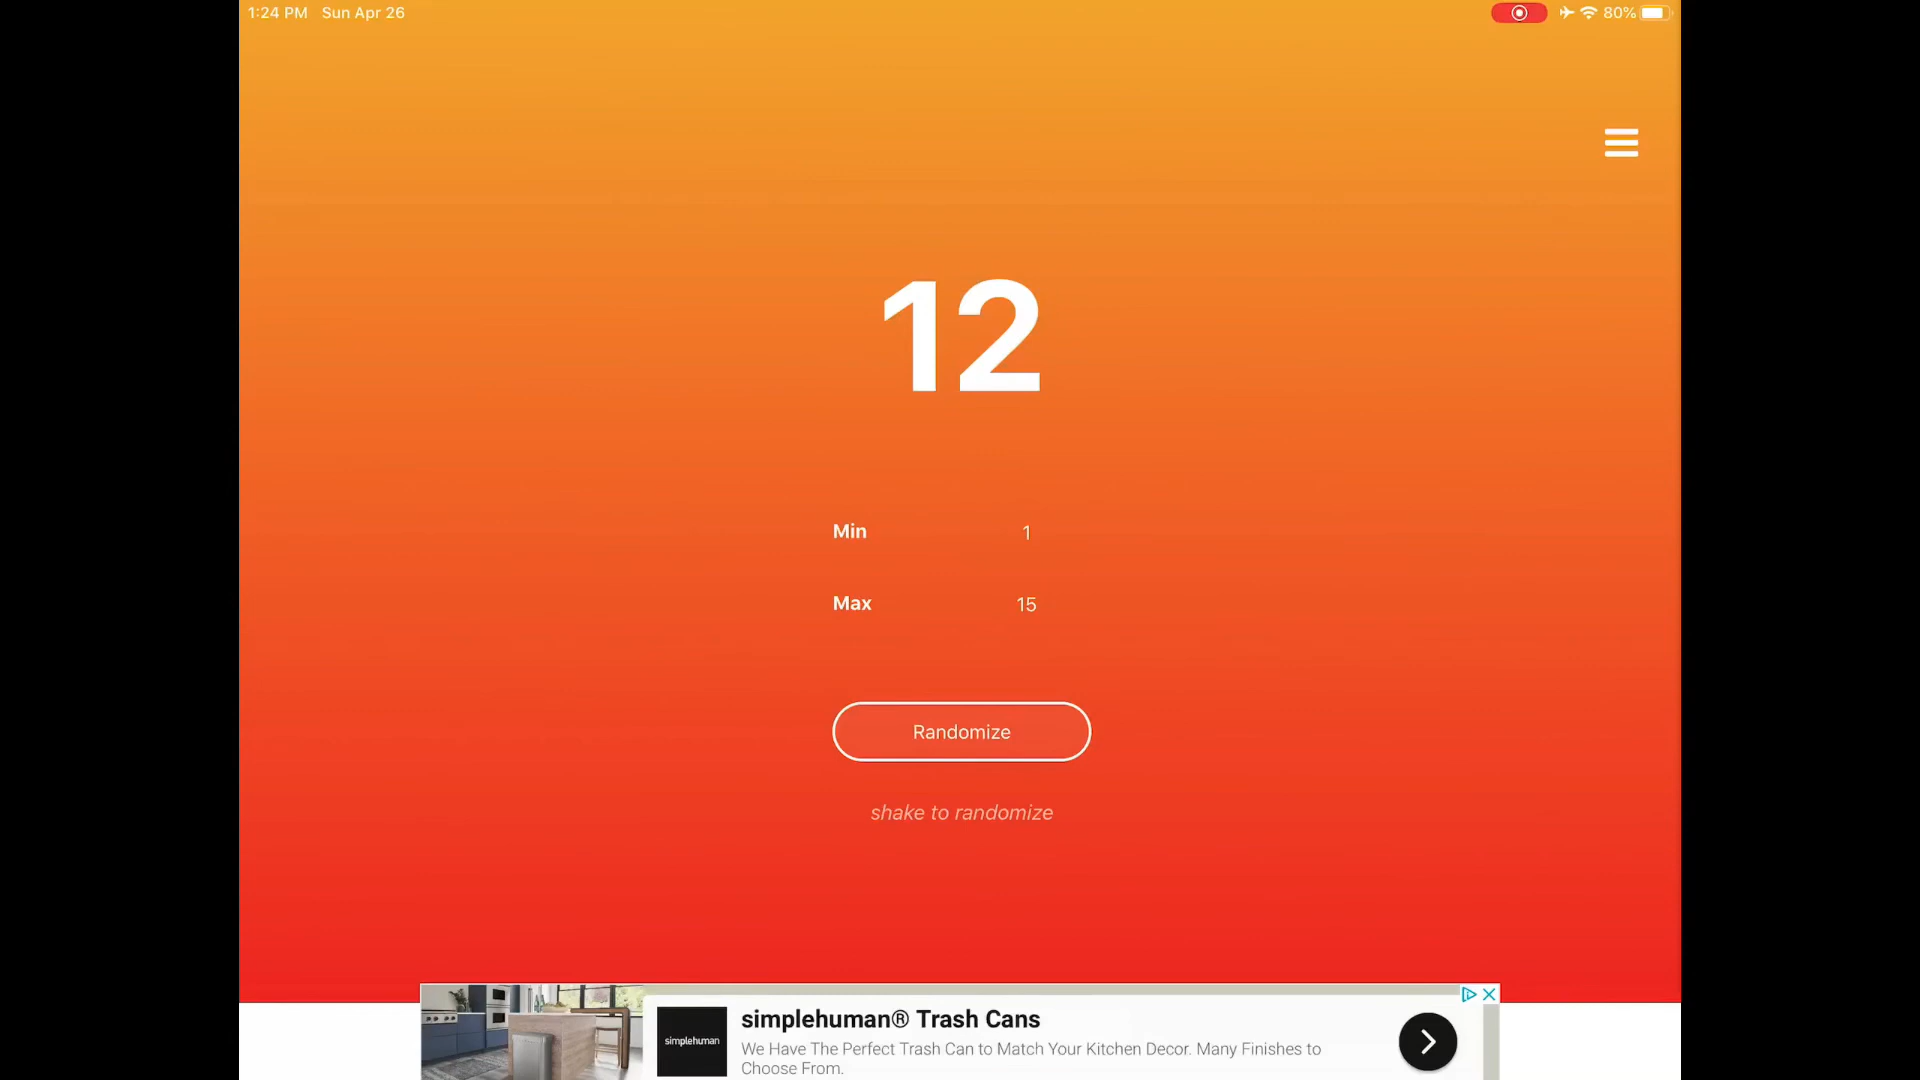 1:24 PM Sun Apr 26
80%
12
Min 1
Max 15
Randomize
shake to randomize
simplehuman
simplehuman® Trash Cans
We Have The Perfect Trash Can to Match Your Kitchen Decor. Many Finishes to
Choose From.